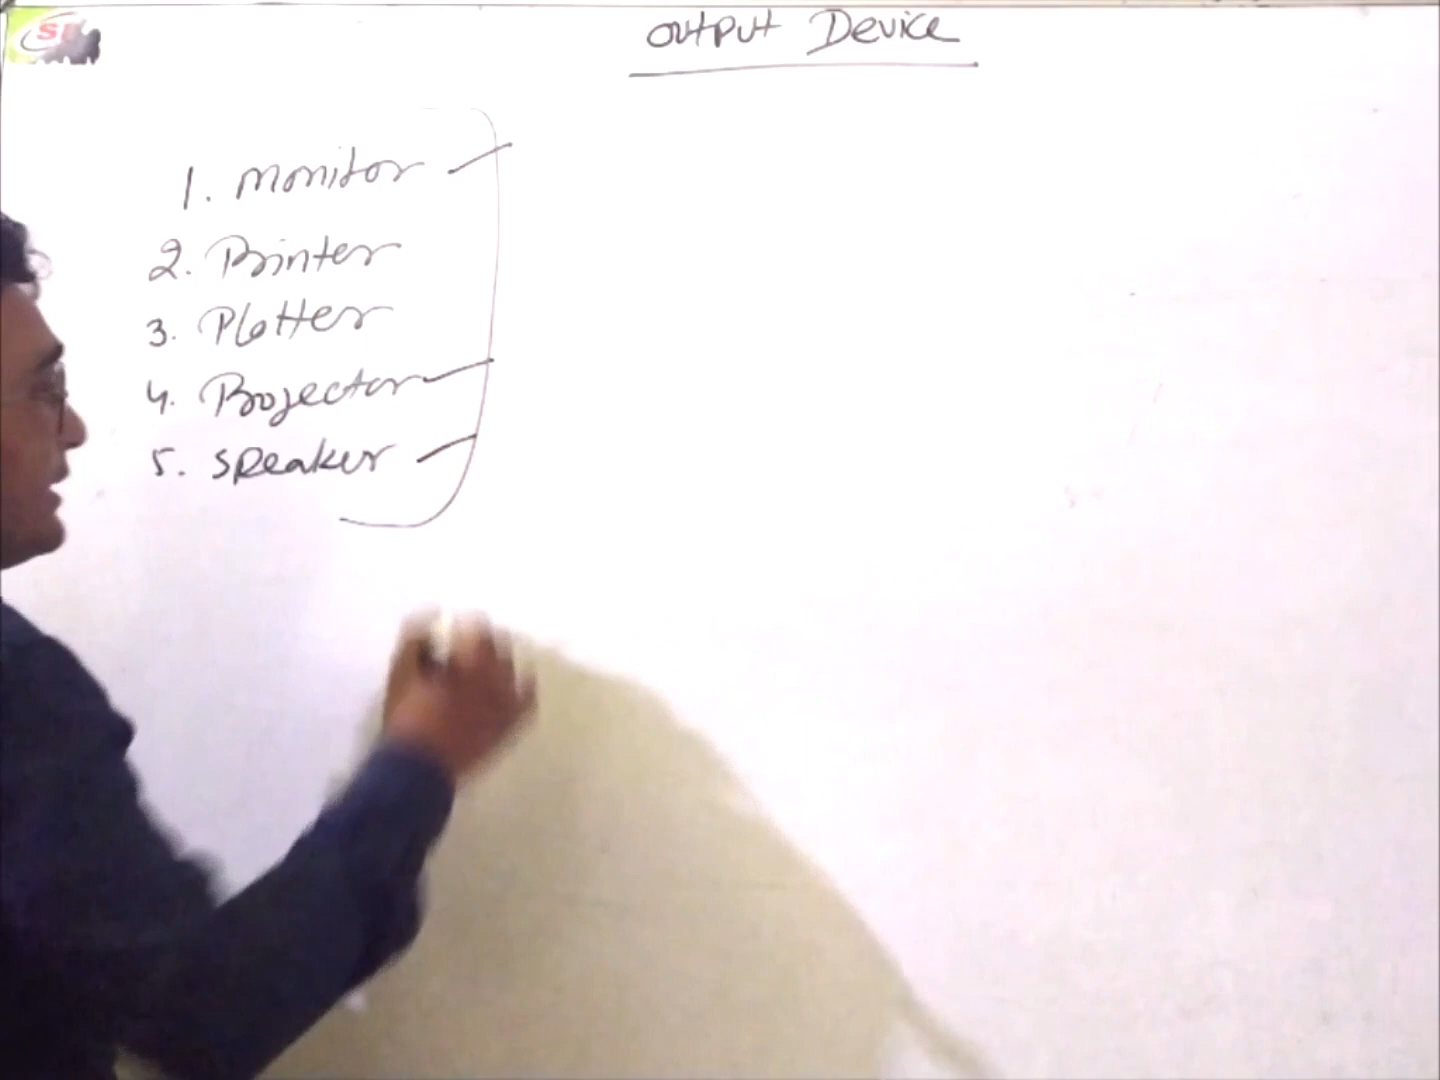 Output Device
1. Monitor
2. Printer
3. Plotter
4. Projector
5. Speaker